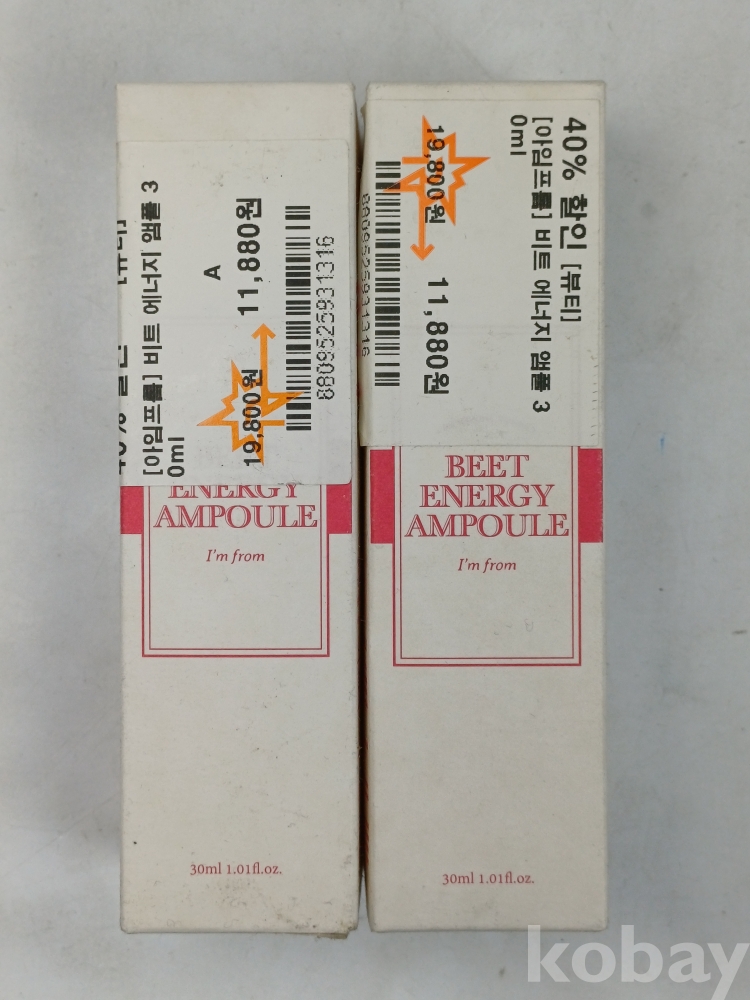 [아임프롬] 비트 에너지 앰플 3
0ml
A
19,800원
11,880원
8809525931316
ENERGY
AMPOULE
I'm from
30ml 1.01fl.oz.
40% 할인 [뷰티]
[아임프롬] 비트 에너지 앰플 3
0ml
19,800원
11,880원
8809525931316
BEET
ENERGY
AMPOULE
I'm from
30ml 1.01fl.oz.
kobay